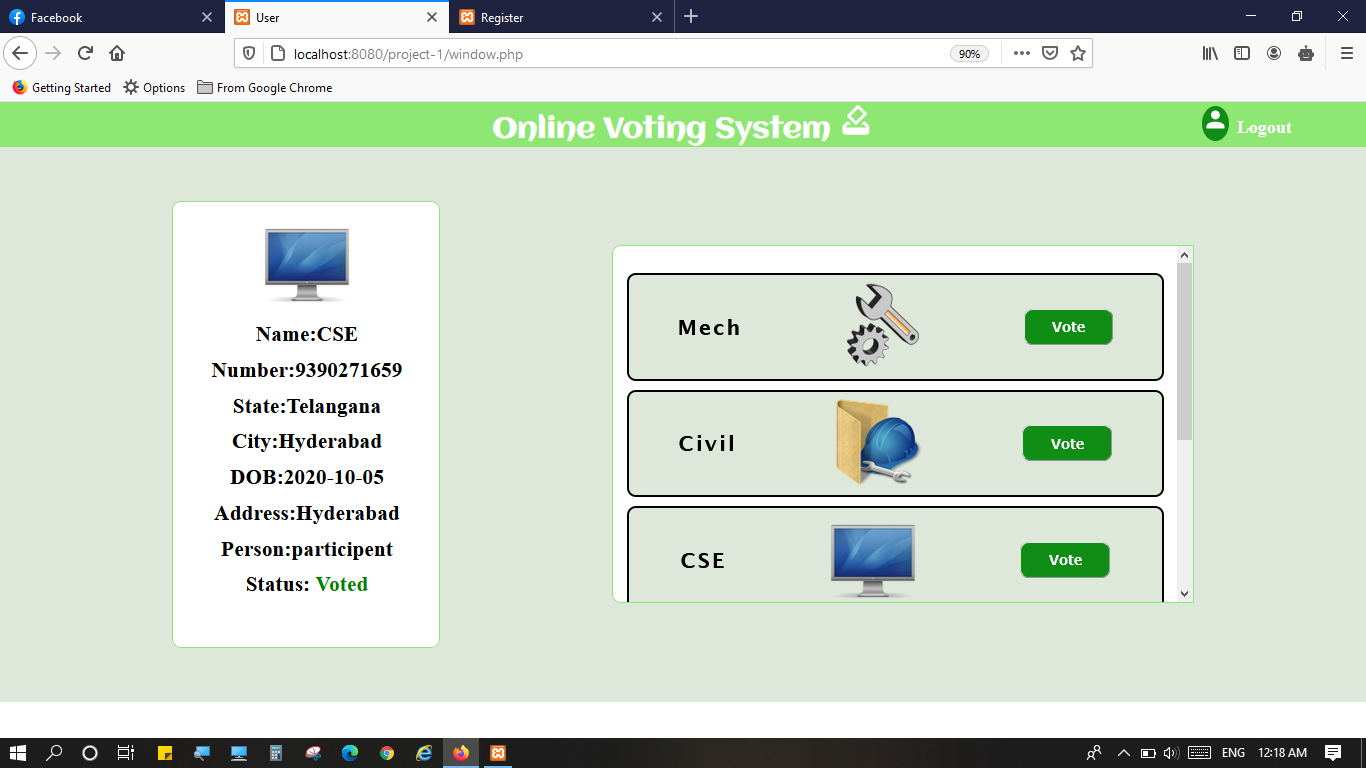 Facebook
User
Register
localhost:8080/project-1/window.php
90%
Getting Started
Options
From Google Chrome
Online Voting System
Logout
Name:CSE
Number:9390271659
State:Telangana
City:Hyderabad
DOB:2020-10-05
Address:Hyderabad
Person:participent
Status: Voted
Mech
Vote
Civil
Vote
CSE
Vote
ENG
12:18 AM